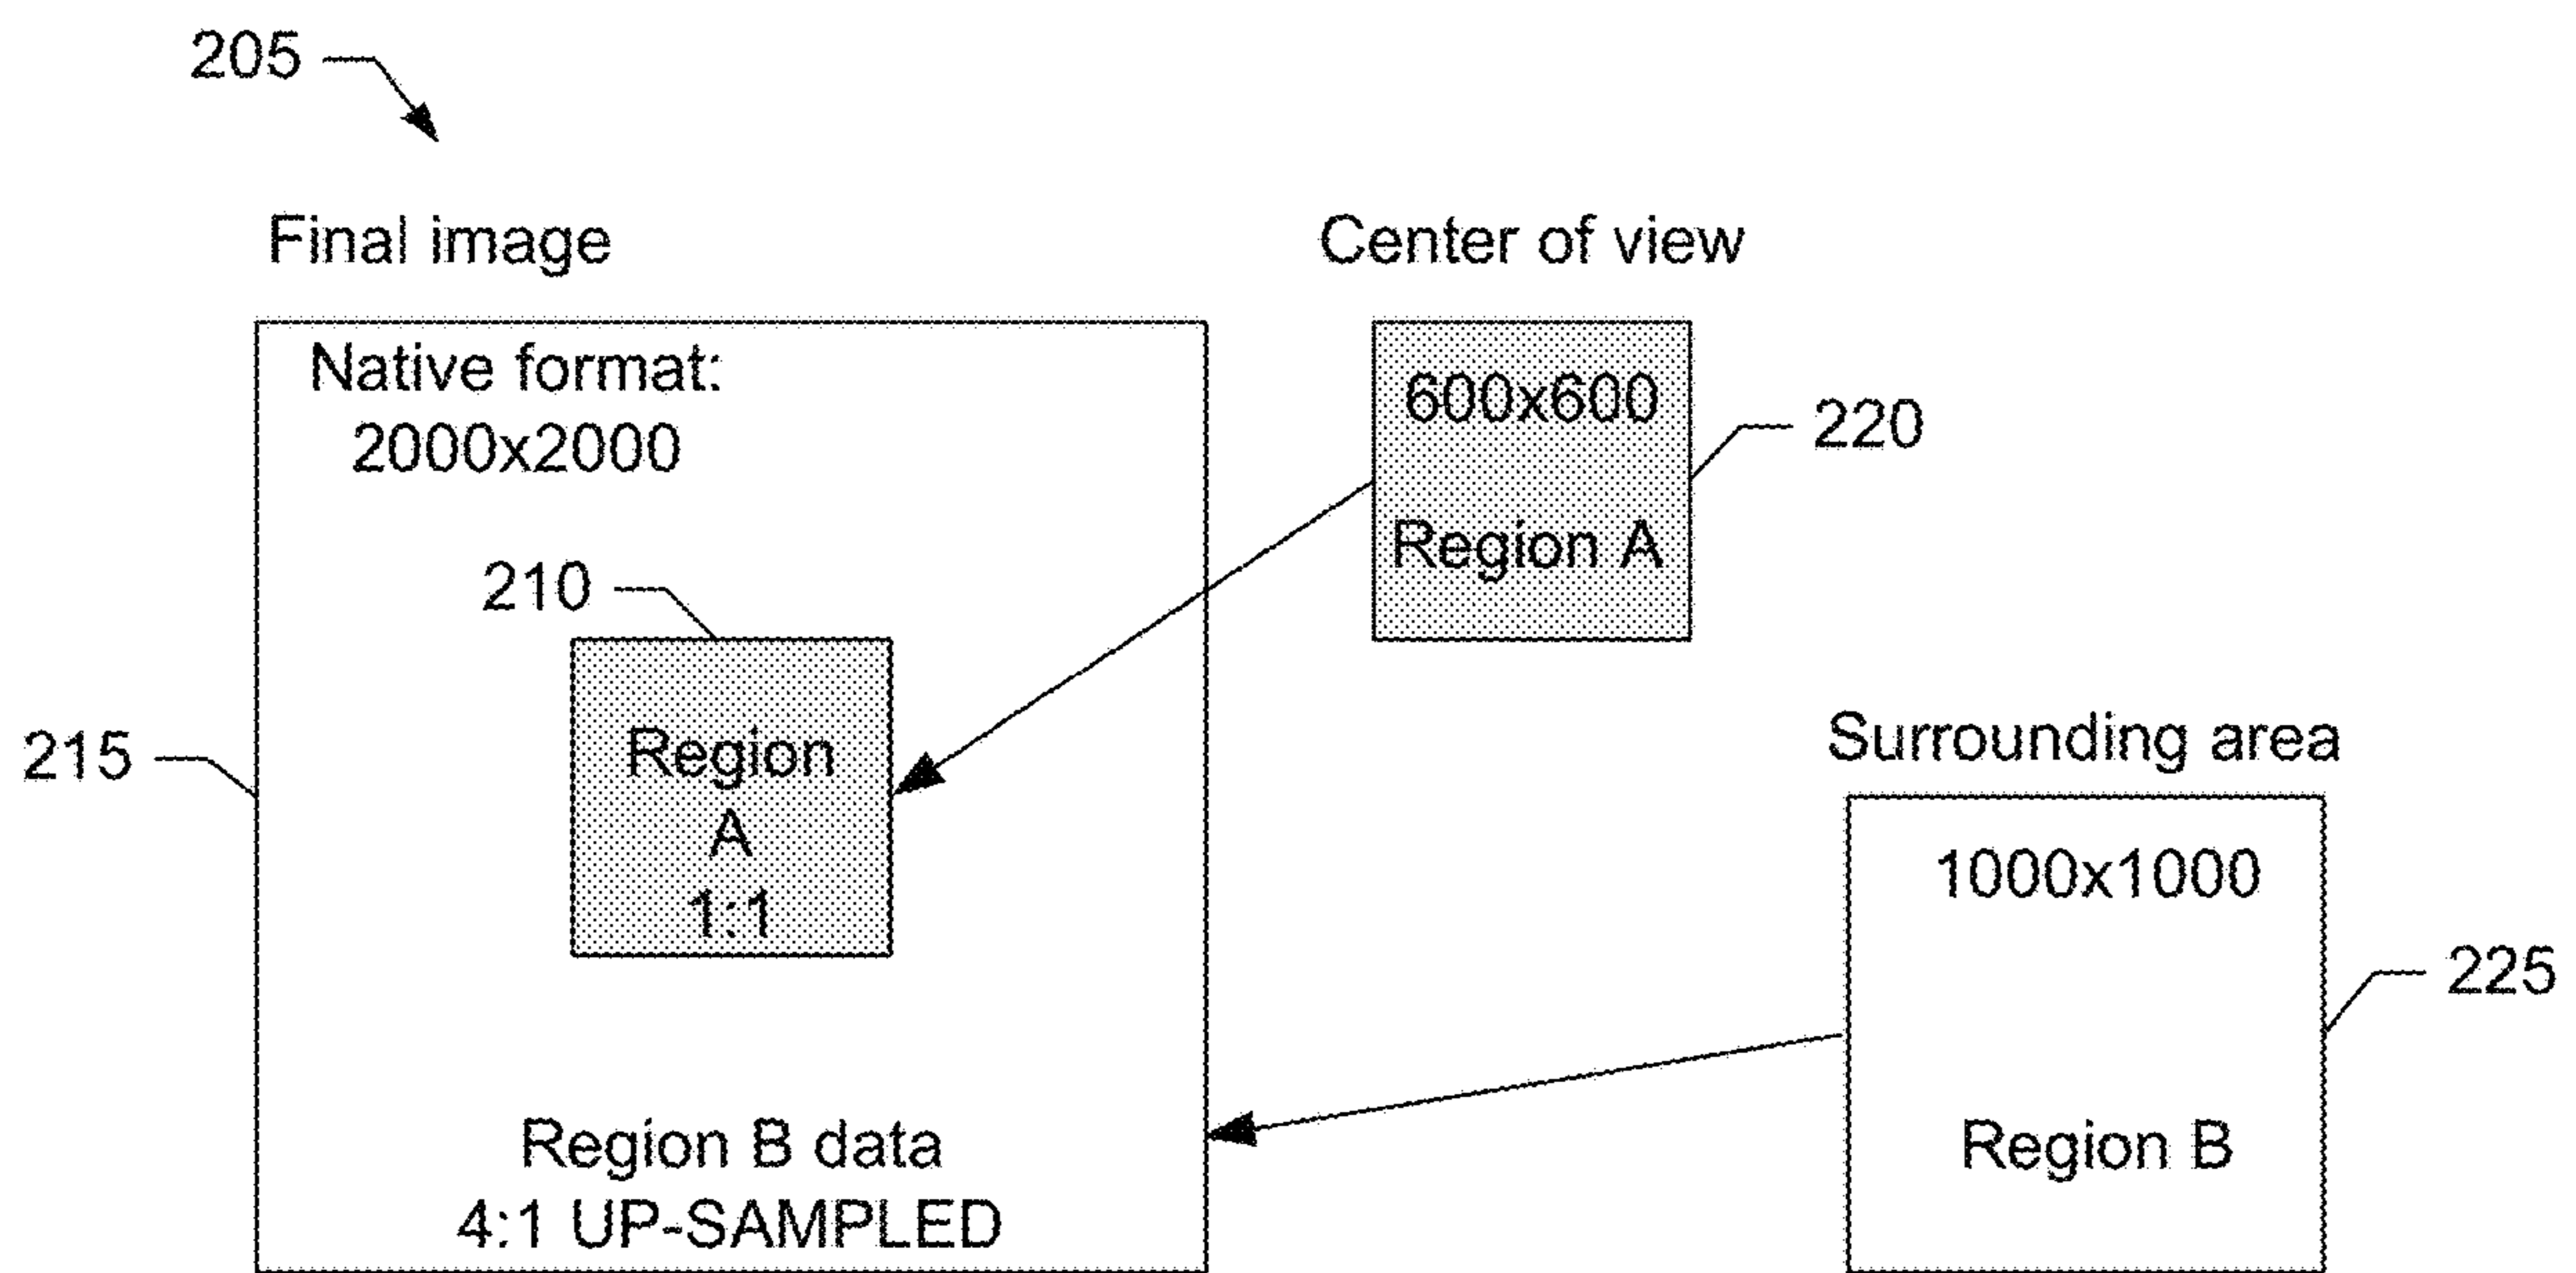 205
Final image
Native format:
2000x2000
210
215
Region
A
1:1
Region B data
4:1 UP-SAMPLED
Center of view
600x600
Region A
220
Surrounding area
1000x1000
Region B
225